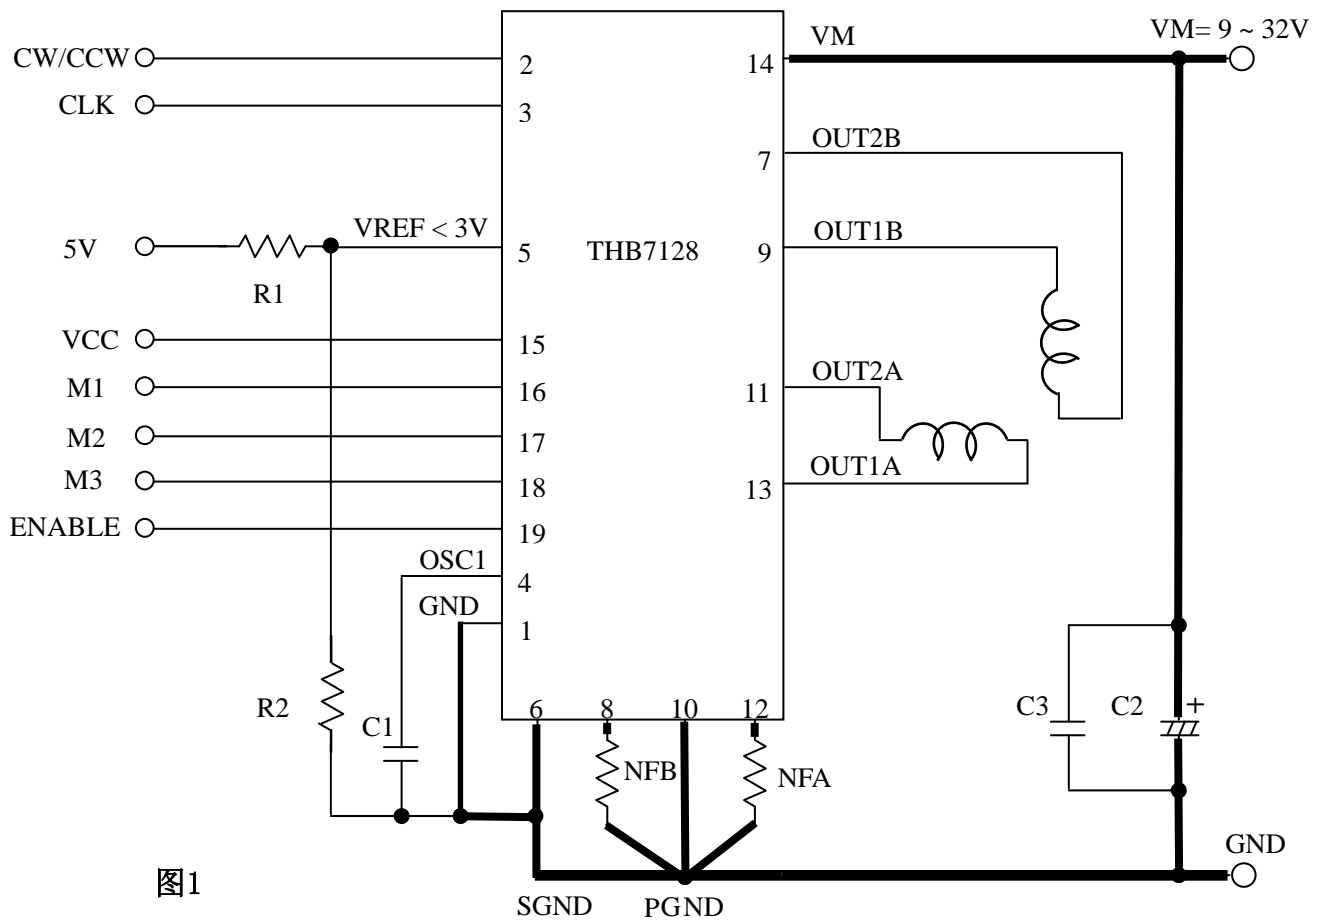 VM= 9 ~ 32V
VM
CW/CCW
2
14
CLK
3
OUT2B
7
VREF < 3V
OUT1B
5V
5
THB7128
9
R1
VCC
15
OUT2A
M1
16
11
M2
17
OUT1A
M3
18
13
ENABLE
19
OSC1
4
GND
1
R2
C1
6
8
10
12
C3
C2
+
NFB
NFA
GND
图1
SGND
PGND